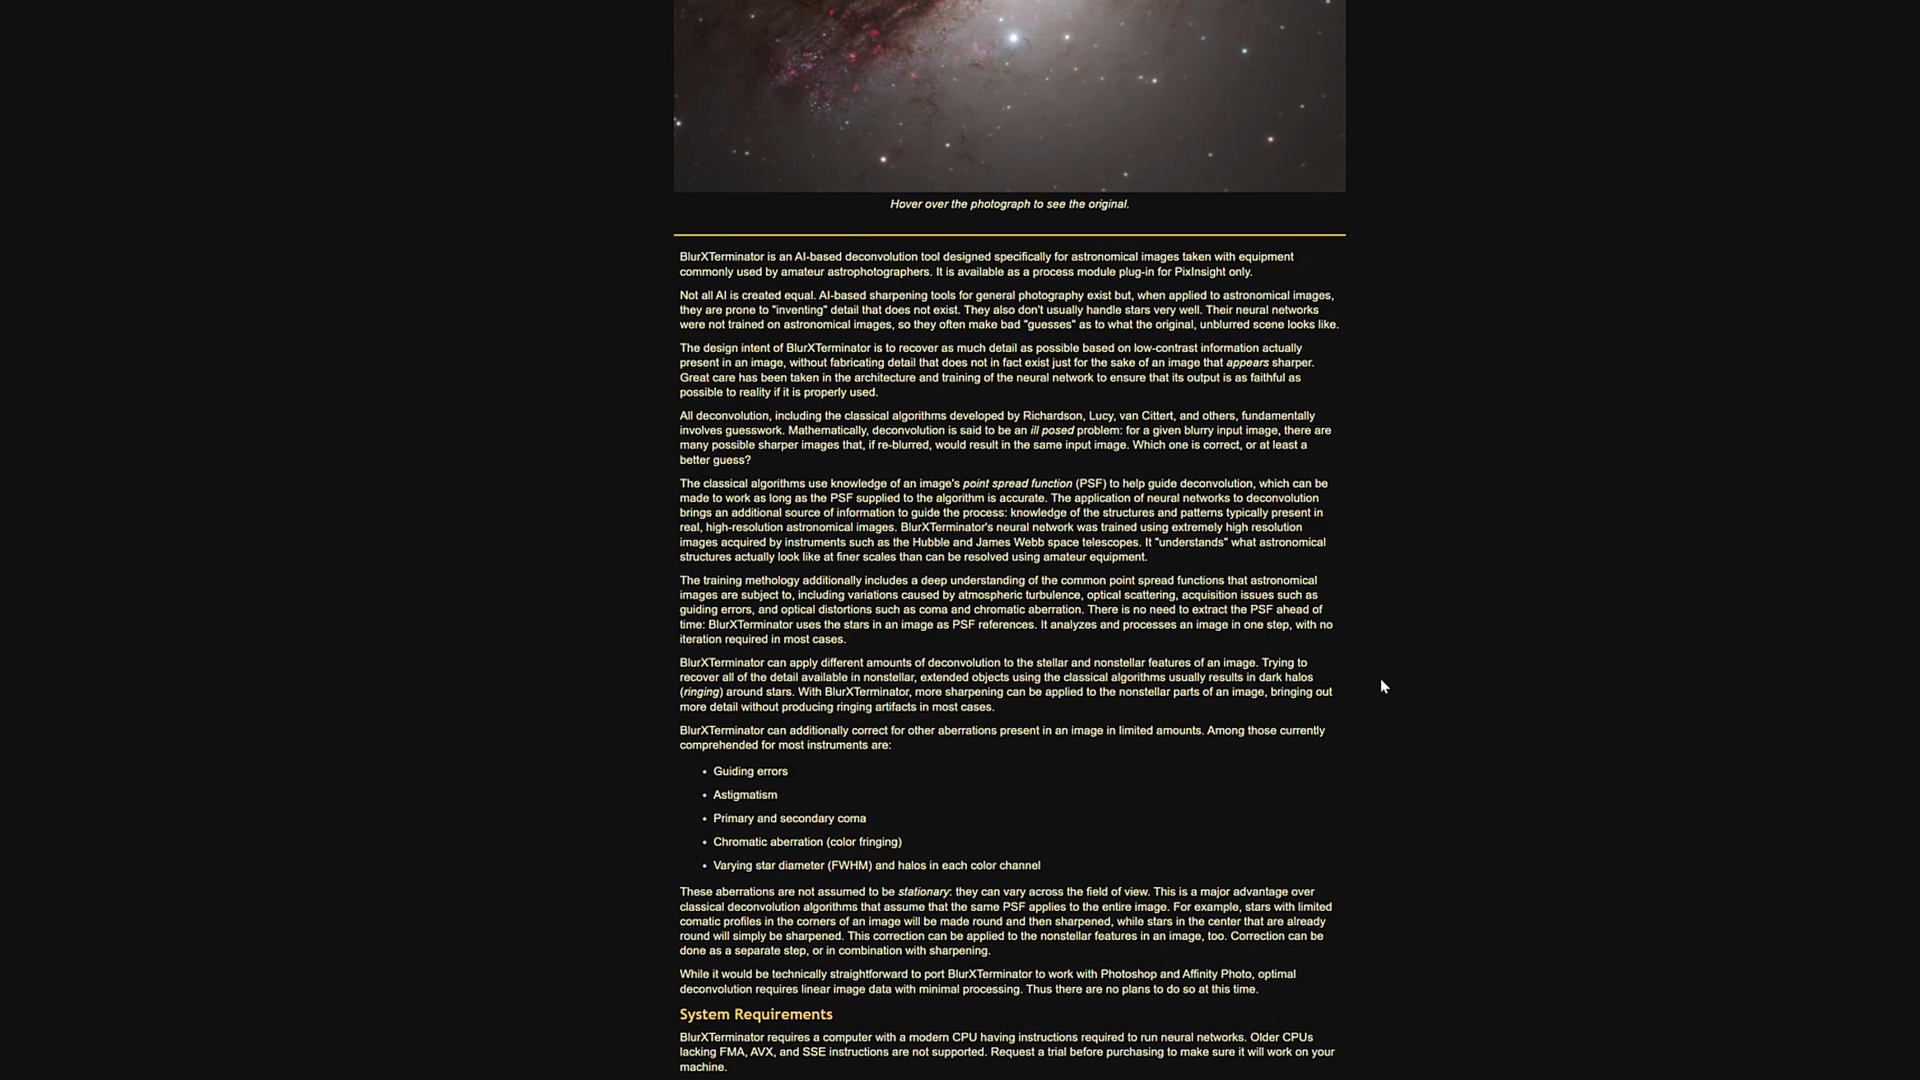 Hover over the photograph to see the original.
BlurXTerminator is an AI-based deconvolution tool designed specifically for astronomical images taken with equipment
commonly used by amateur astrophotographers. It is available as a process module plug-in for PixInsight only.
Not all AI is created equal. AI-based sharpening tools for general photography exist but, when applied to astronomical images,
they are prone to "inventing" detail that does not exist. They also don't usually handle stars very well. Their neural networks
were not trained on astronomical images, so they often make bad "guesses" as to what the original, unblurred scene looks like.
The design intent of BlurXTerminator is to recover as much detail as possible based on low-contrast information actually
present in an image, without fabricating detail that does not in fact exist just for the sake of an image that appears sharper.
Great care has been taken in the architecture and training of the neural network to ensure that its output is as faithful as
possible to reality if it is properly used.
All deconvolution, including the classical algorithms developed by Richardson, Lucy, van Cittert, and others, fundamentally
involves guesswork. Mathematically, deconvolution is said to be an ill posed problem: for a given blurry input image, there are
many possible sharper images that, if re-blurred, would result in the same input image. Which one is correct, or at least a
better guess?
The classical algorithms use knowledge of an image's point spread function (PSF) to help guide deconvolution, which can be
made to work as long as the PSF supplied to the algorithm is accurate. The application of neural networks to deconvolution
brings an additional source of information to guide the process: knowledge of the structures and patterns typically present in
real, high-resolution astronomical images. BlurXTerminator's neural network was trained using extremely high resolution
images acquired by instruments such as the Hubble and James Webb space telescopes. It "understands" what astronomical
structures actually look like at finer scales than can be resolved using amateur equipment.
The training methology additionally includes a deep understanding of the common point spread functions that astronomical
images are subject to, including variations caused by atmospheric turbulence, optical scattering, acquisition issues such as
guiding errors, and optical distortions such as coma and chromatic aberration. There is no need to extract the PSF ahead of
time: BlurXTerminator uses the stars in an image as PSF references. It analyzes and processes an image in one step, with no
iteration required in most cases.
BlurXTerminator can apply different amounts of deconvolution to the stellar and nonstellar features of an image. Trying to
recover all of the detail available in nonstellar, extended objects using the classical algorithms usually results in dark halos
(ringing) around stars. With BlurXTerminator, more sharpening can be applied to the nonstellar parts of an image, bringing out
more detail without producing ringing artifacts in most cases.
BlurXTerminator can additionally correct for other aberrations present in an image in limited amounts. Among those currently
comprehended for most instruments are:
• Guiding errors
• Astigmatism
• Primary and secondary coma
• Chromatic aberration (color fringing)
• Varying star diameter (FWHM) and halos in each color channel
These aberrations are not assumed to be stationary: they can vary across the field of view. This is a major advantage over
classical deconvolution algorithms that assume that the same PSF applies to the entire image. For example, stars with limited
comatic profiles in the corners of an image will be made round and then sharpened, while stars in the center that are already
round will simply be sharpened. This correction can be applied to the nonstellar features in an image, too. Correction can be
done as a separate step, or in combination with sharpening.
While it would be technically straightforward to port BlurXTerminator to work with Photoshop and Affinity Photo, optimal
deconvolution requires linear image data with minimal processing. Thus there are no plans to do so at this time.
System Requirements
BlurXTerminator requires a computer with a modern CPU having instructions required to run neural networks. Older CPUs
lacking FMA, AVX, and SSE instructions are not supported. Request a trial before purchasing to make sure it will work on your
machine.